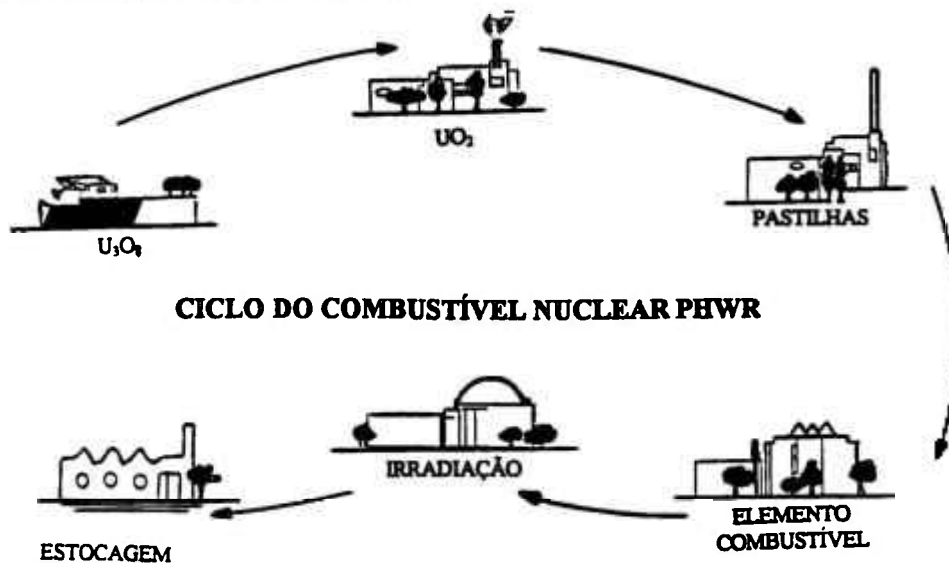 UO₂
PASTILHAS
U₃O₈
CICLO DO COMBUSTÍVEL NUCLEAR PHWR
IRRADIAÇÃO
ELEMENTO
COMBUSTÍVEL
ESTOCAGEM